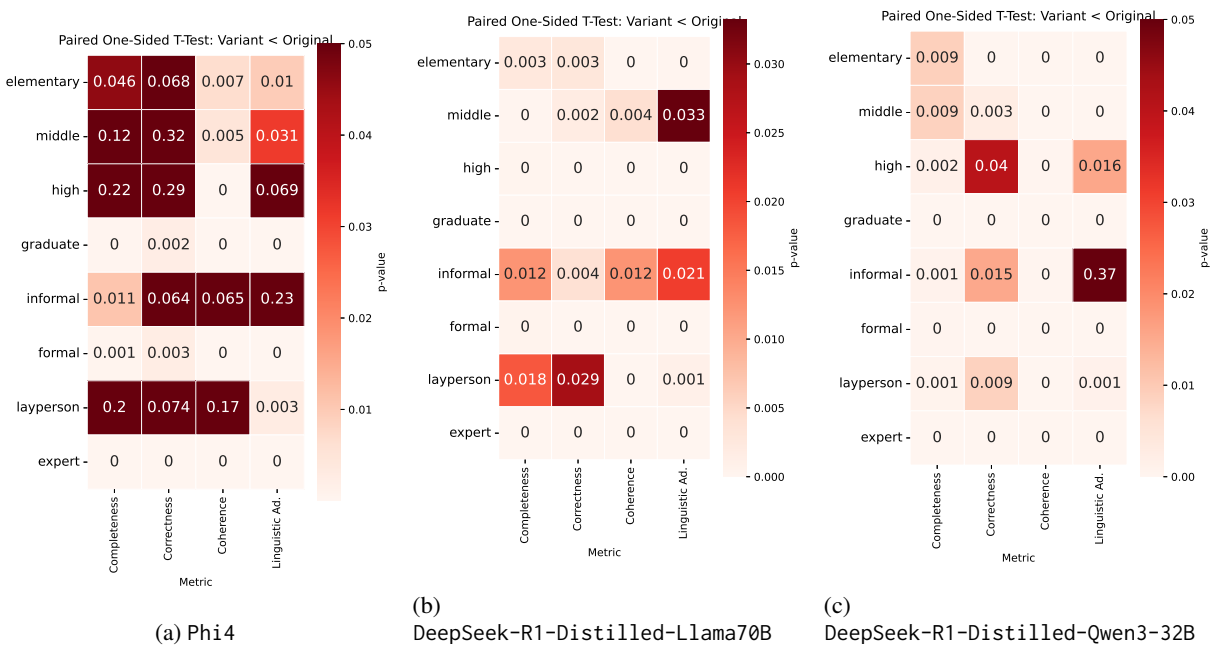 Paired One-Sided T-Test: Variant < Original
elementary 0.046 0.068 0.007 0.01
middle 0.12 0.32 0.005 0.031
high 0.22 0.29 0 0.069
graduate 0 0.002 0 0
informal 0.011 0.064 0.065 0.23
formal 0.001 0.003 0 0
layperson 0.2 0.074 0.17 0.003
expert 0 0 0 0
Completeness
Correctness
Coherence
Linguistic Ad.
Metric
0.05
0.04
0.03
0.02
0.01
p-value
(a) Phi4
Paired One-Sided T-Test: Variant < Original
elementary 0.003 0.003 0 0
middle 0 0.002 0.004 0.033
high 0 0 0 0
graduate 0 0 0 0
informal 0.012 0.004 0.012 0.021
formal 0 0 0 0
layperson 0.018 0.029 0 0.001
expert 0 0 0 0
Completeness
Correctness
Coherence
Linguistic Ad.
Metric
0.030
0.025
0.020
0.015
0.010
0.005
0.000
p-value
(b)
DeepSeek-R1-Distilled-Llama70B
Paired One-Sided T-Test: Variant < Original
elementary 0.009 0 0 0
middle 0.009 0.003 0 0
high 0.002 0.04 0 0.016
graduate 0 0 0 0
informal 0.001 0.015 0 0.37
formal 0 0 0 0
layperson 0.001 0.009 0 0.001
expert 0 0 0 0
Completeness
Correctness
Coherence
Linguistic Ad.
Metric
0.05
0.04
0.03
0.02
0.01
0.00
p-value
(c)
DeepSeek-R1-Distilled-Qwen3-32B